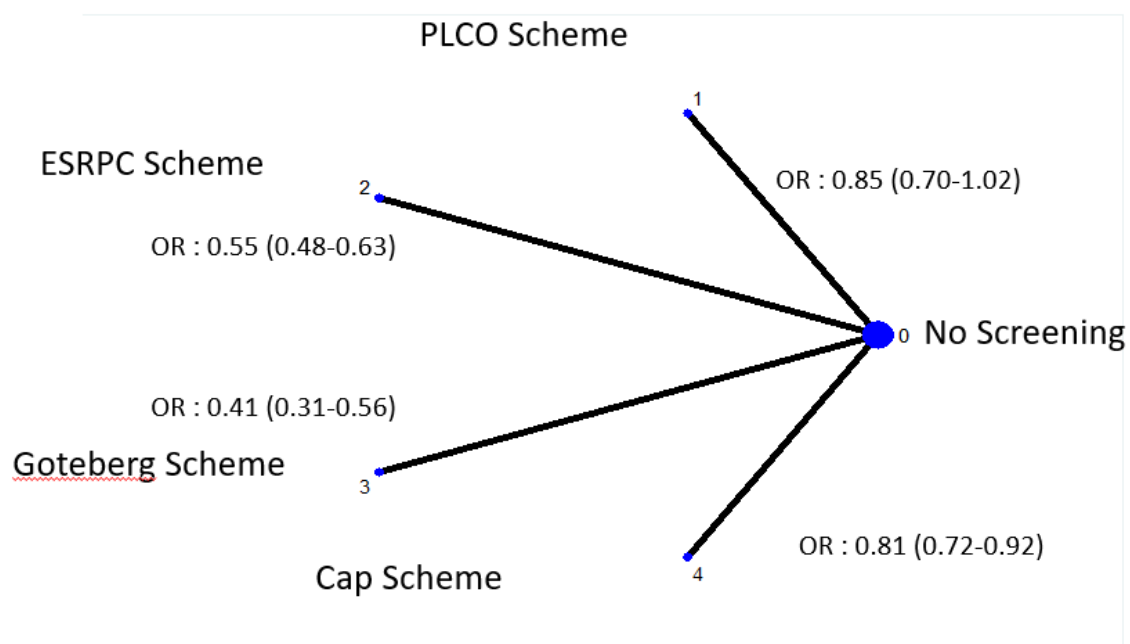 PLCO Scheme
1
ESRPC Scheme
OR : 0.85 (0.70-1.02)
2
OR : 0.55 (0.48-0.63)
0 No Screening
OR : 0.41 (0.31-0.56)
Goteberg Scheme
3
OR : 0.81 (0.72-0.92)
Cap Scheme
4